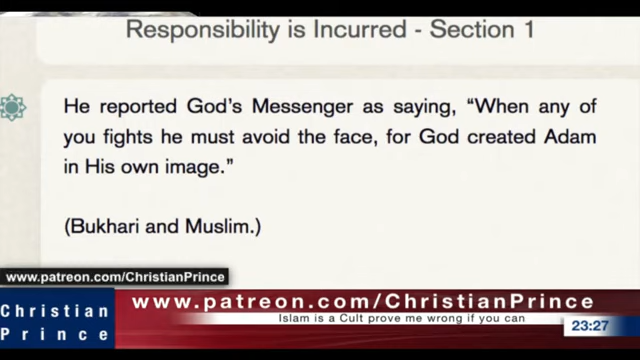 Responsibility is Incurred - Section 1
He reported God's Messenger as saying, “When any of
you fights he must avoid the face, for God created Adam
in His own image.”
(Bukhari and Muslim.)
www.patreon.com/ChristianPrince
Christian
Prince
www.patreon.com/ChristianPrince
Islam is a Cult prove me wrong if you can
23:27